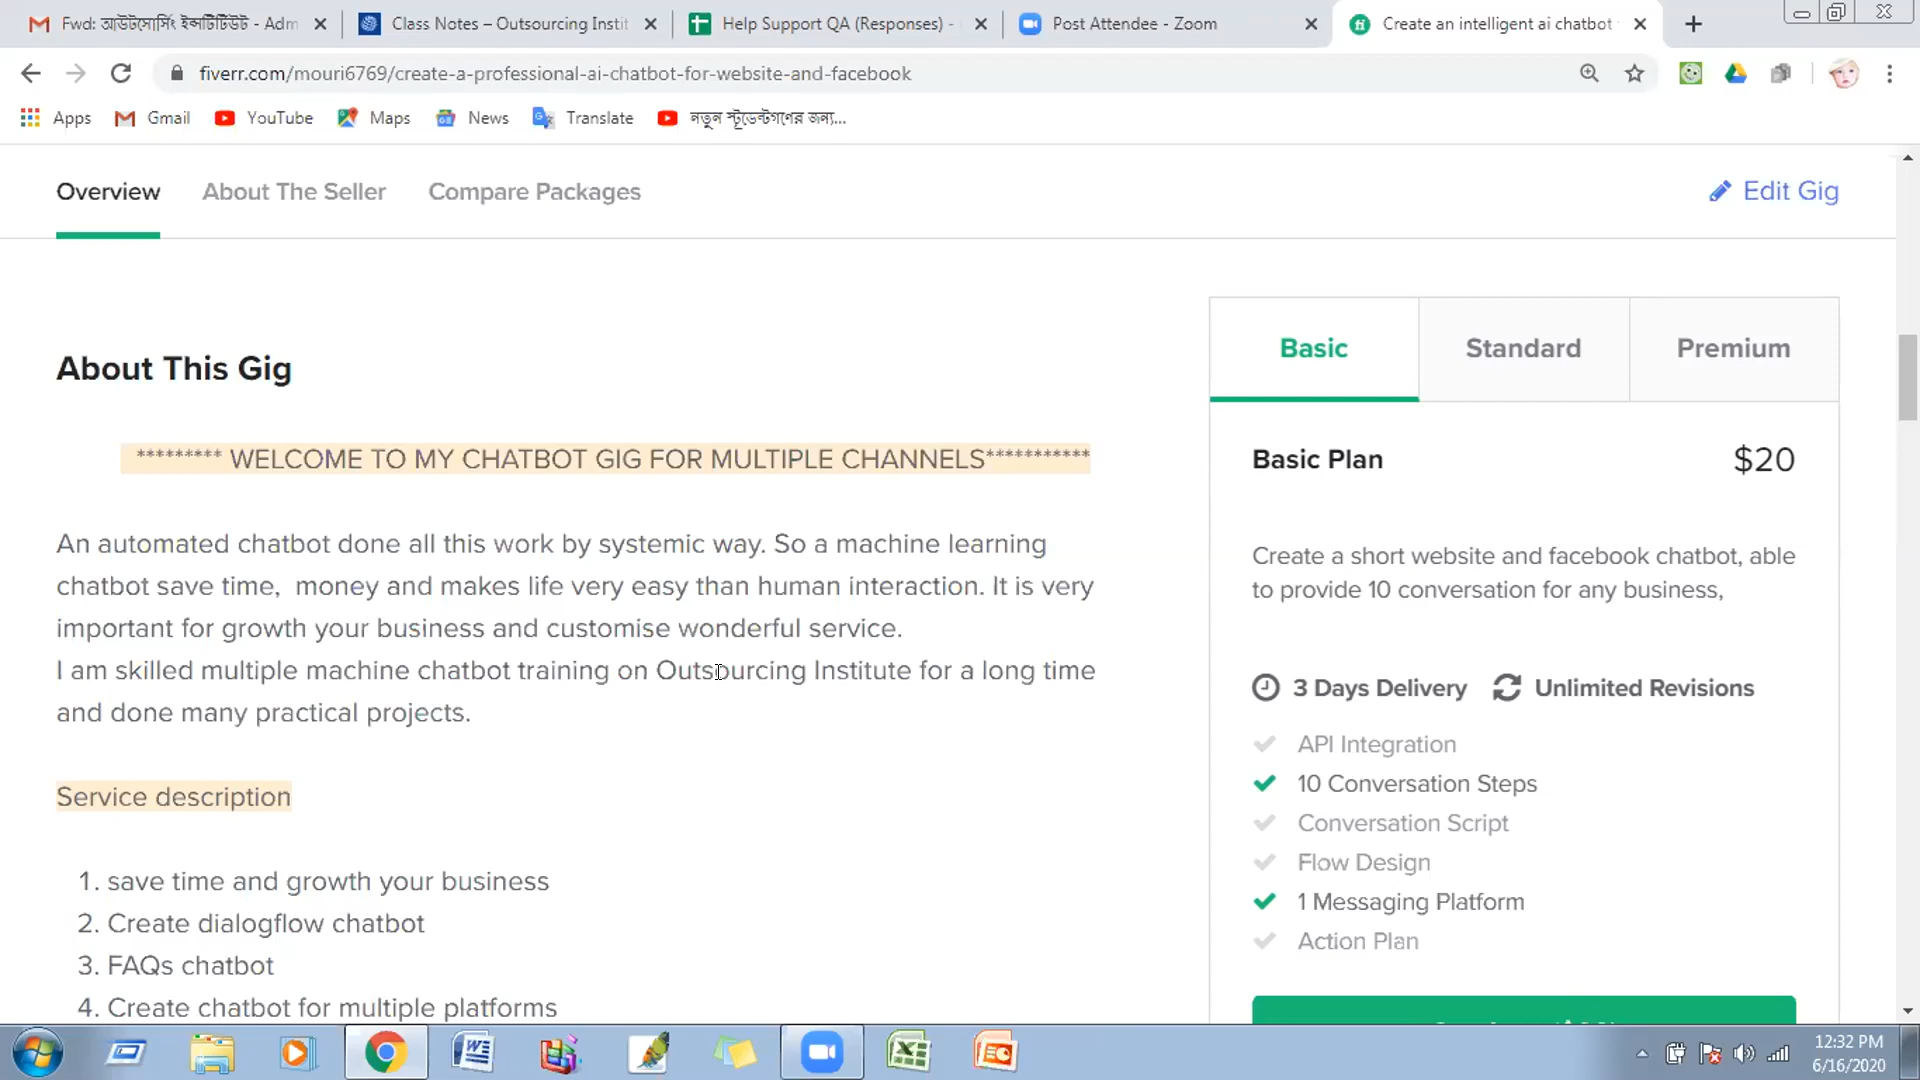 Fwd: আউটসোর্সিং ইন্সটিটিউট - Adm
Class Notes – Outsourcing Instit
Help Support QA (Responses) -
Post Attendee - Zoom
Create an intelligent ai chatbot
fiverr.com/mouri6769/create-a-professional-ai-chatbot-for-website-and-facebook
Apps
Gmail
YouTube
Maps
News
Translate
নতুন স্টুডেন্টগণের জন্য...
Overview
About The Seller
Compare Packages
Edit Gig
About This Gig
********* WELCOME TO MY CHATBOT GIG FOR MULTIPLE CHANNELS***********
An automated chatbot done all this work by systemic way. So a machine learning
chatbot save time,  money and makes life very easy than human interaction. It is very
important for growth your business and customise wonderful service.
I am skilled multiple machine chatbot training on Outsourcing Institute for a long time
and done many practical projects.
Service description
1. save time and growth your business
2. Create dialogflow chatbot
3. FAQs chatbot
4. Create chatbot for multiple platforms
Basic
Standard
Premium
Basic Plan
$20
Create a short website and facebook chatbot, able
to provide 10 conversation for any business,
3 Days Delivery
Unlimited Revisions
API Integration
10 Conversation Steps
Conversation Script
Flow Design
1 Messaging Platform
Action Plan
12:32 PM
6/16/2020